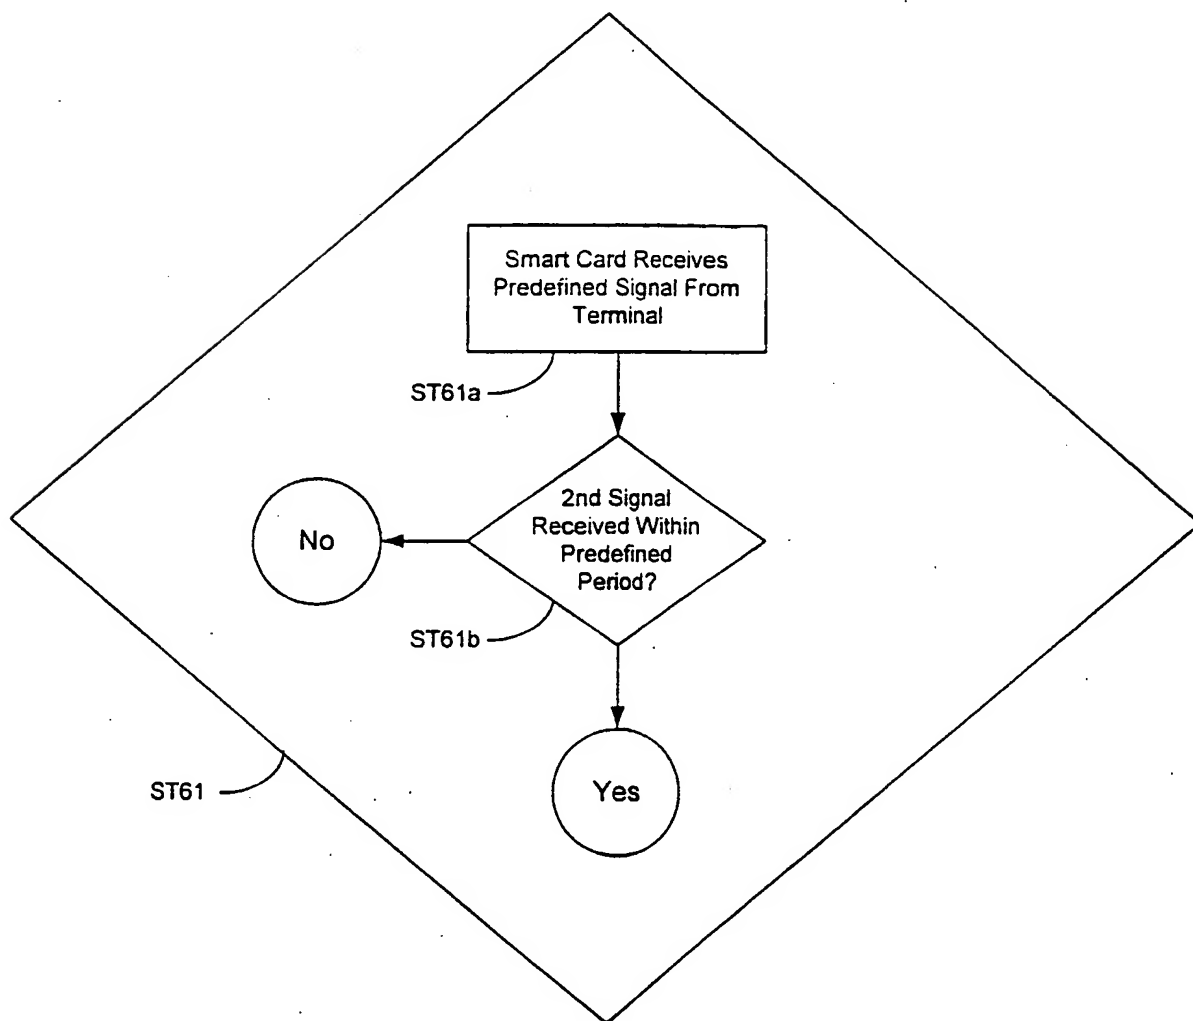 Smart Card Receives
Predefined Signal From
Terminal
ST61a
2nd Signal
Received Within
Predefined
Period?
No
ST61b
Yes
ST61